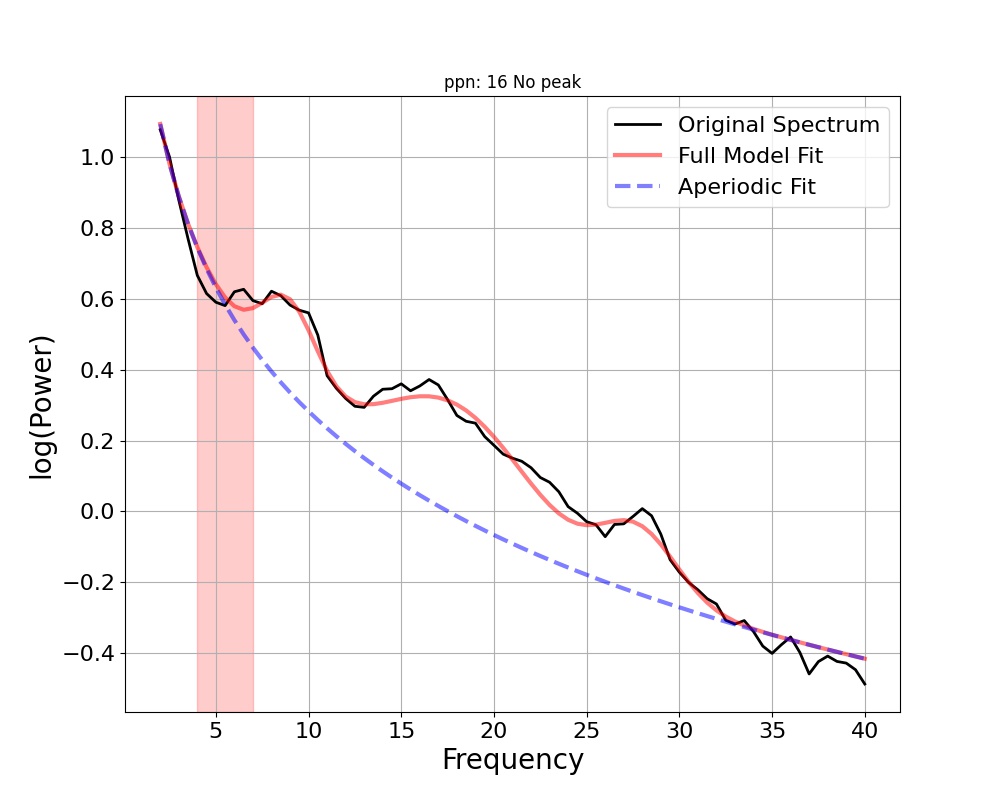 ppn: 16 No peak
Original Spectrum
Full Model Fit
Aperiodic Fit
log(Power)
1.0
0.8
0.6
0.4
0.2
0.0
−0.2
−0.4
5 10 15 20 25 30 35 40
Frequency